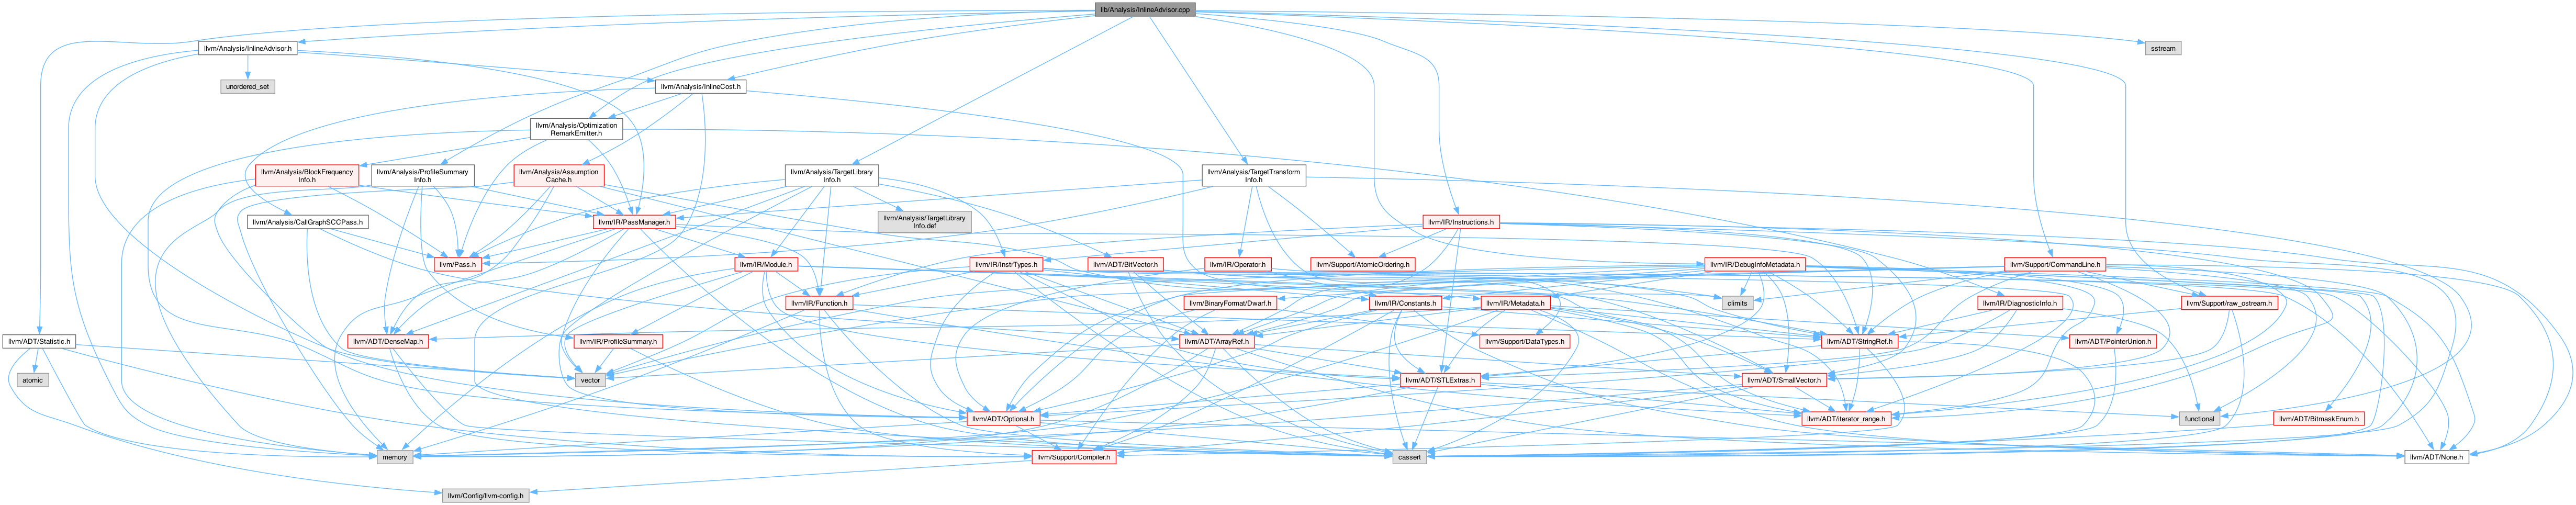 lib/Analysis/InlineAdvisor.cpp
llvm/Analysis/InlineAdvisor.h
sstream
unordered_set
llvm/Analysis/InlineCost.h
llvm/Analysis/Optimization
RemarkEmitter.h
llvm/Analysis/BlockFrequency
Info.h
llvm/Analysis/ProfileSummary
Info.h
llvm/Analysis/Assumption
Cache.h
llvm/Analysis/TargetLibrary
Info.h
llvm/Analysis/TargetTransform
Info.h
llvm/Analysis/CallGraphSCCPass.h
llvm/IR/PassManager.h
llvm/Analysis/TargetLibrary
Info.def
llvm/IR/Instructions.h
llvm/Pass.h
llvm/IR/Module.h
llvm/IR/InstrTypes.h
llvm/ADT/BitVector.h
llvm/IR/Operator.h
llvm/Support/AtomicOrdering.h
llvm/IR/DebugInfoMetadata.h
llvm/Support/CommandLine.h
llvm/IR/Function.h
llvm/BinaryFormat/Dwarf.h
llvm/IR/Constants.h
llvm/IR/Metadata.h
climits
llvm/IR/DiagnosticInfo.h
llvm/Support/raw_ostream.h
llvm/ADT/Statistic.h
llvm/ADT/DenseMap.h
llvm/IR/ProfileSummary.h
llvm/ADT/ArrayRef.h
llvm/Support/DataTypes.h
llvm/ADT/StringRef.h
llvm/ADT/PointerUnion.h
atomic
vector
llvm/ADT/STLExtras.h
llvm/ADT/SmallVector.h
llvm/ADT/Optional.h
llvm/ADT/iterator_range.h
functional
llvm/ADT/BitmaskEnum.h
memory
llvm/Support/Compiler.h
cassert
llvm/ADT/None.h
llvm/Config/llvm-config.h